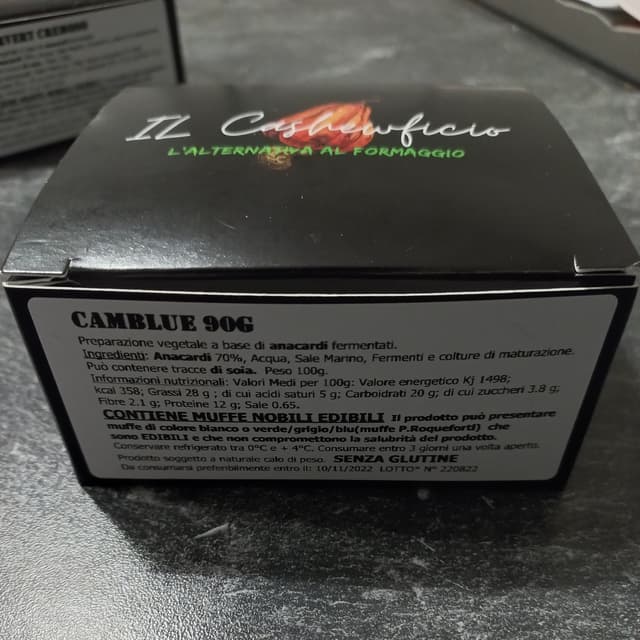 IL Cashewficio
L'ALTERNATIVA AL FORMAGGIO
CAMBLUE 90G
Preparazione vegetale a base di anacardi fermentati.
Ingredienti: Anacardi 70%, Acqua, Sale Marino, Fermenti e colture di maturazione.
Può contenere tracce di soia. Peso 100g.
Informazioni nutrizionali: Valori Medi per 100g: Valore energetico Kj 1498;
kcal 358; Grassi 28 g ; di cui acidi saturi 5 g; Carboidrati 20 g; di cui zuccheri 3.8 g;
Fibre 2.1 g; Proteine 12 g; Sale 0.65.
CONTIENE MUFFE NOBILI EDIBILI Il prodotto può presentare
muffe di colore bianco o verde/grigio/blu(muffe P.Roqueforti) che
sono EDIBILI e che non compromettono la salubrità del prodotto.
Conservare refrigerato tra 0°C e + 4°C. Consumare entro 3 giorni una volta aperto.
Prodotto soggetto a naturale calo di peso. SENZA GLUTINE
Da consumarsi preferibilmente entro il: 10/11/2022 LOTTO° N° 220822